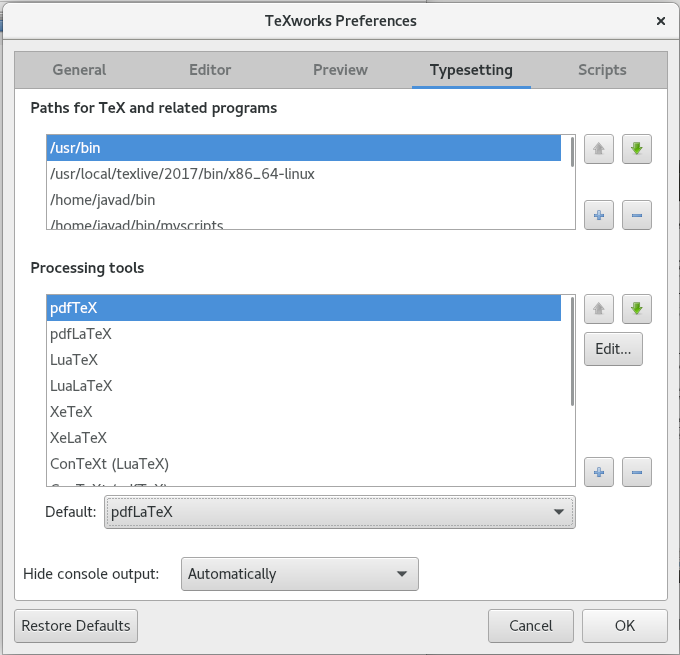 TeXworks Preferences
General Editor Preview Typesetting Scripts
Paths for TeX and related programs
/usr/bin
/usr/local/texlive/2017/bin/x86_64-linux
/home/javad/bin
/home/javad/bin/myscripts
Processing tools
pdfTeX
pdfLaTeX
LuaTeX
LuaLaTeX
XeTeX
XeLaTeX
ConTeXt (LuaTeX)
Edit...
Default: pdfLaTeX
Hide console output: Automatically
Restore Defaults Cancel OK